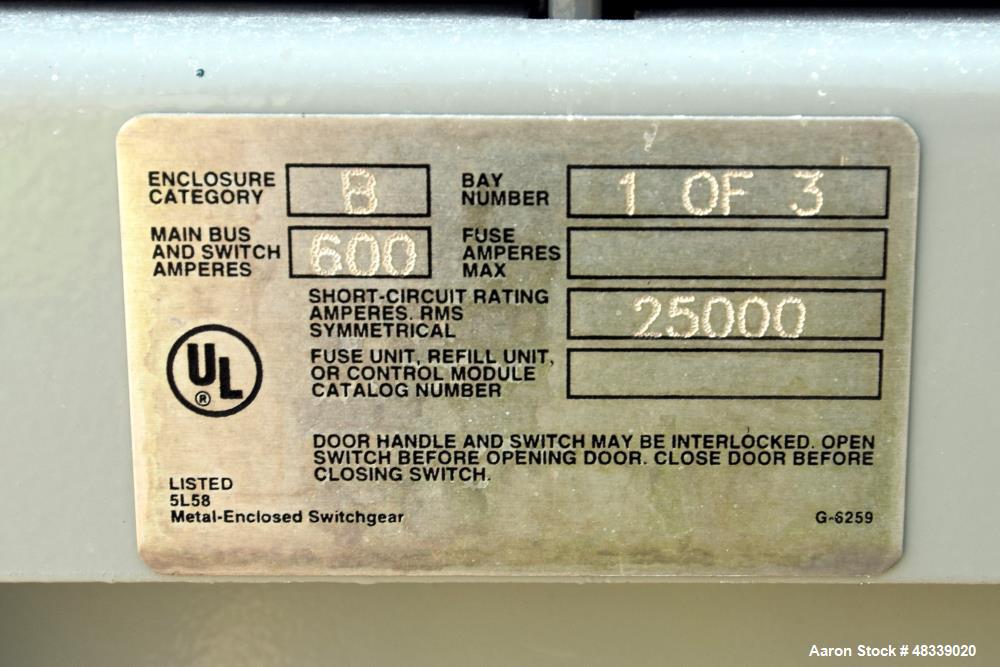 ENCLOSURE CATEGORY B BAY NUMBER 1 OF 3
MAIN BUS AND SWITCH AMPERES 600 FUSE AMPERES MAX
SHORT-CIRCUIT RATING
AMPERES. RMS
SYMMETRICAL 25000
FUSE UNIT, REFILL UNIT,
OR CONTROL MODULE
CATALOG NUMBER
UL
®
DOOR HANDLE AND SWITCH MAY BE INTERLOCKED. OPEN
SWITCH BEFORE OPENING DOOR. CLOSE DOOR BEFORE
CLOSING SWITCH.
LISTED
5L58
Metal-Enclosed Switchgear
G-6259
Aaron Stock # 48339020